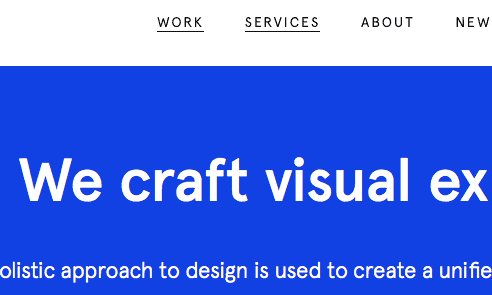 WORK SERVICES ABOUT NEW
We craft visual ex
olistic approach to design is used to create a unifie